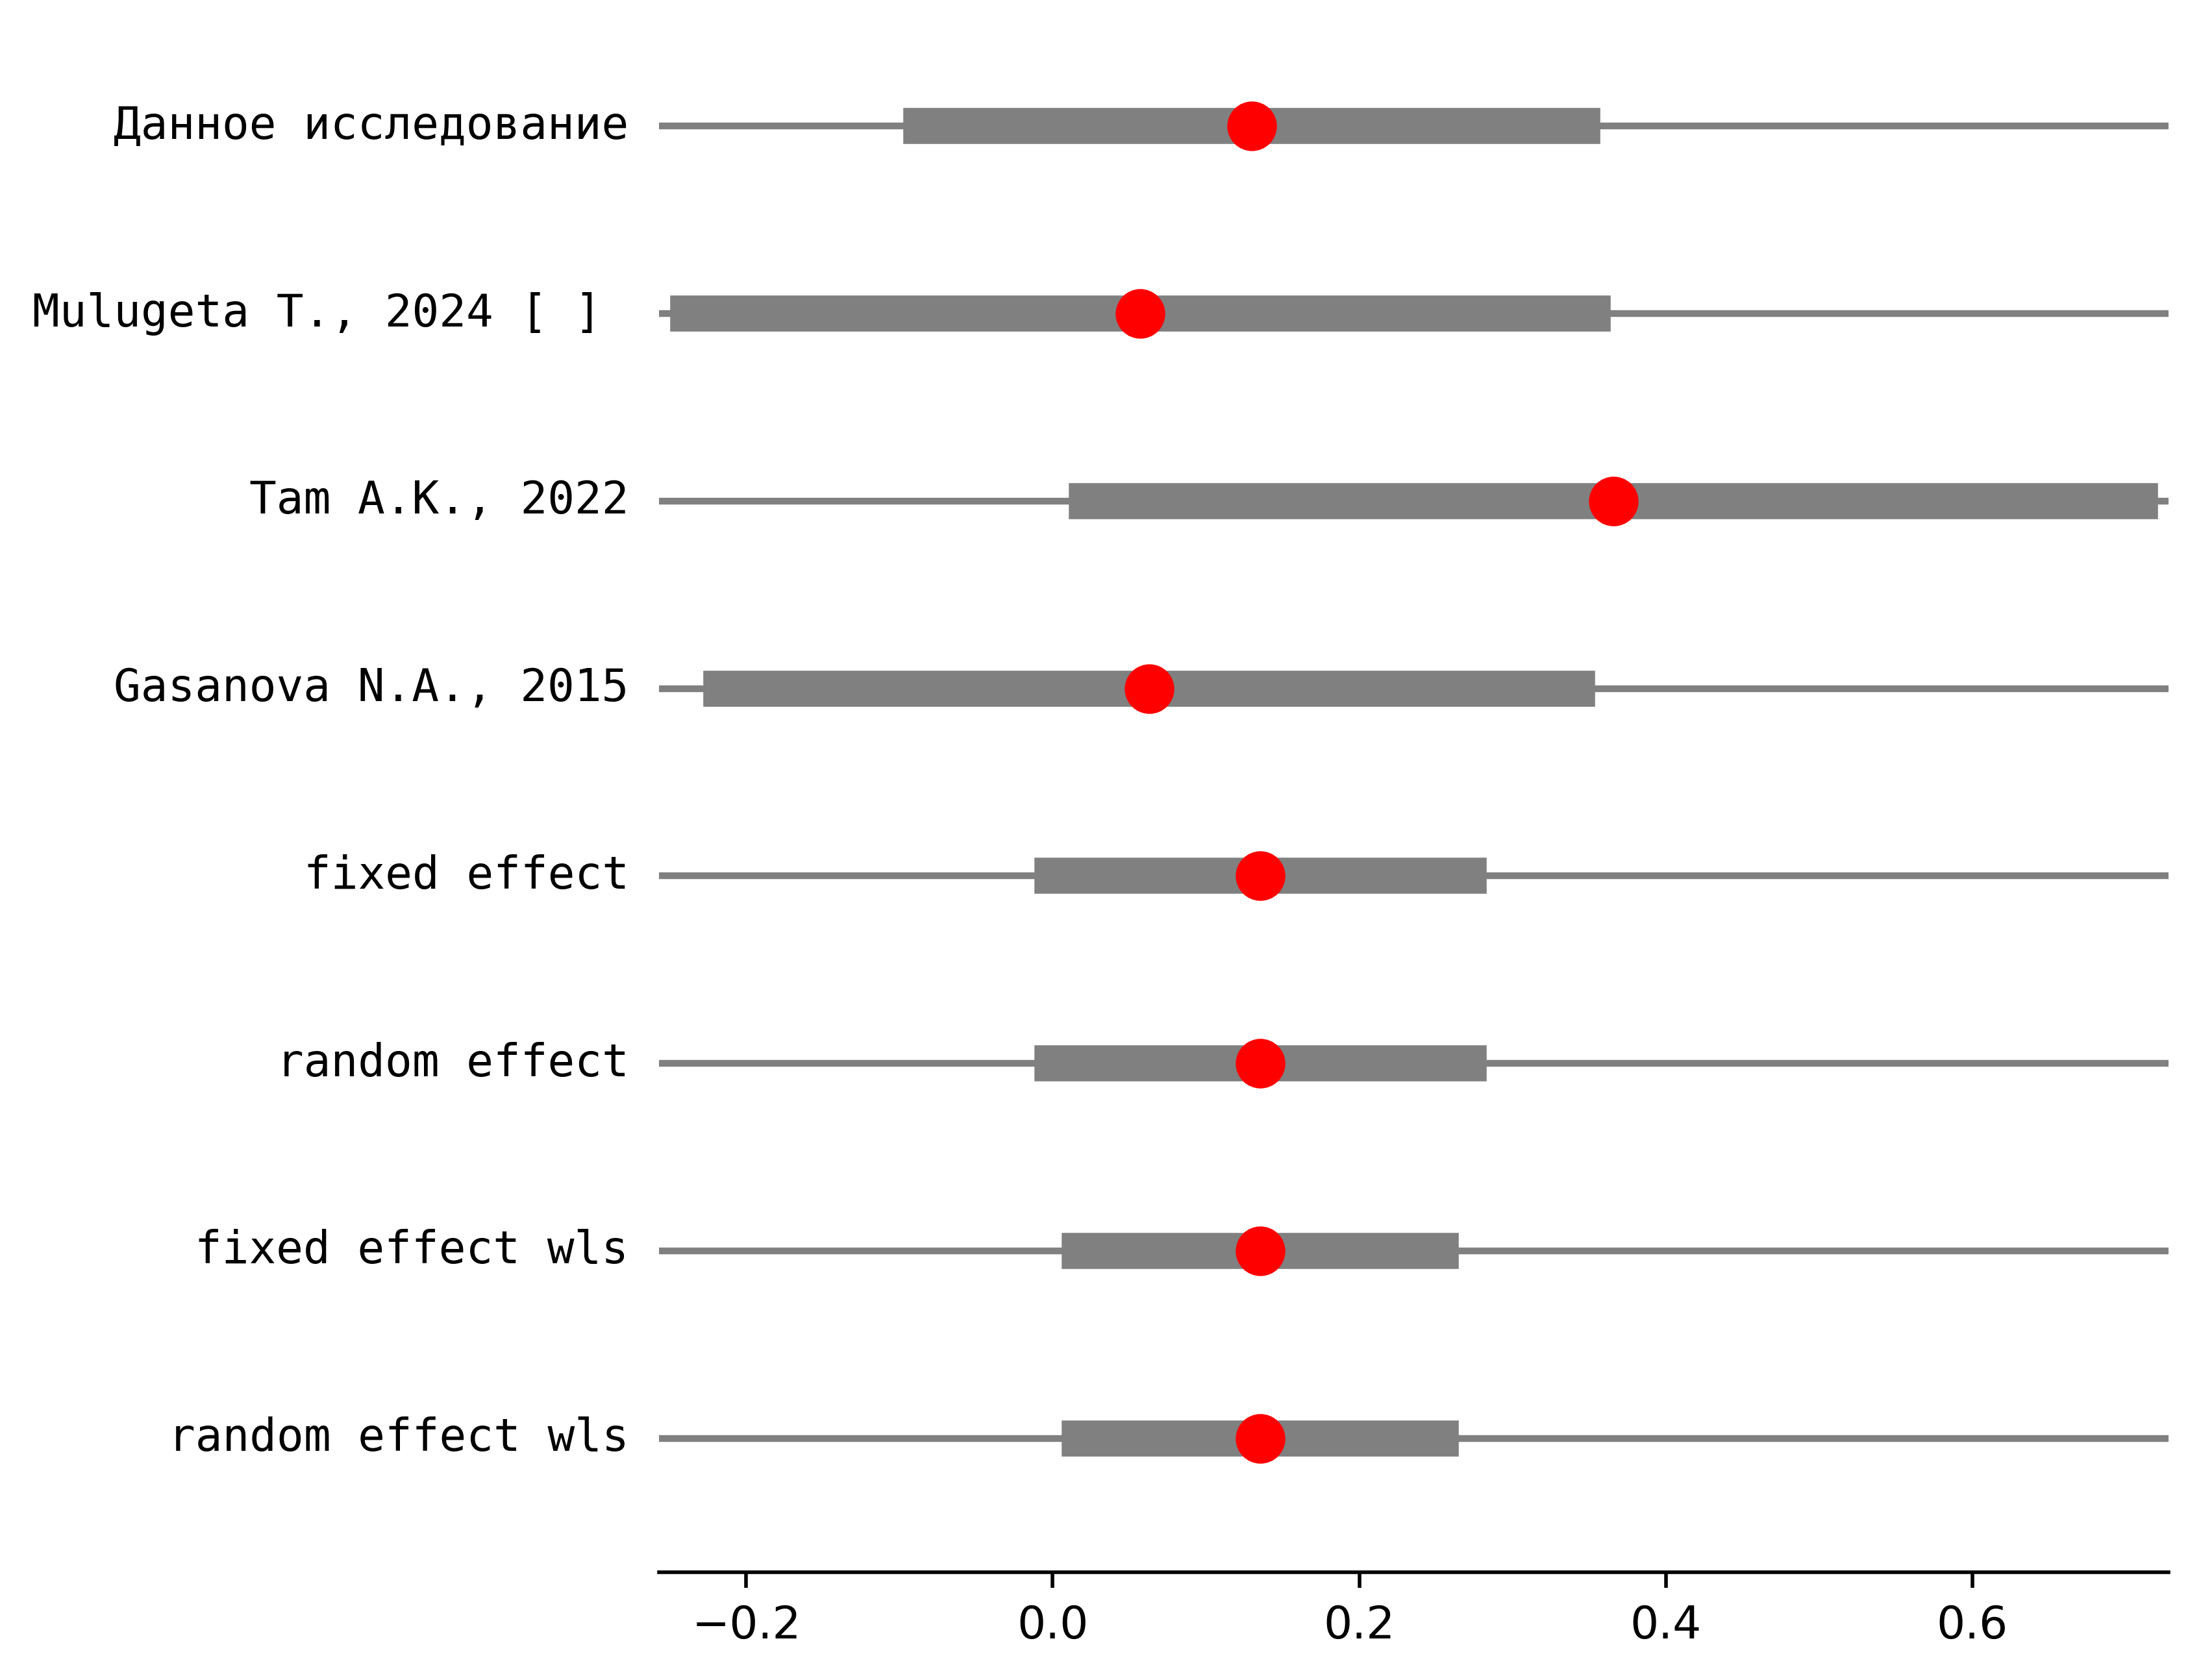 Данное исследование
Mulugeta T., 2024 [ ]
Tam A.K., 2022
Gasanova N.A., 2015
fixed effect
random effect
fixed effect wls
random effect wls
−0.2 0.0 0.2 0.4 0.6